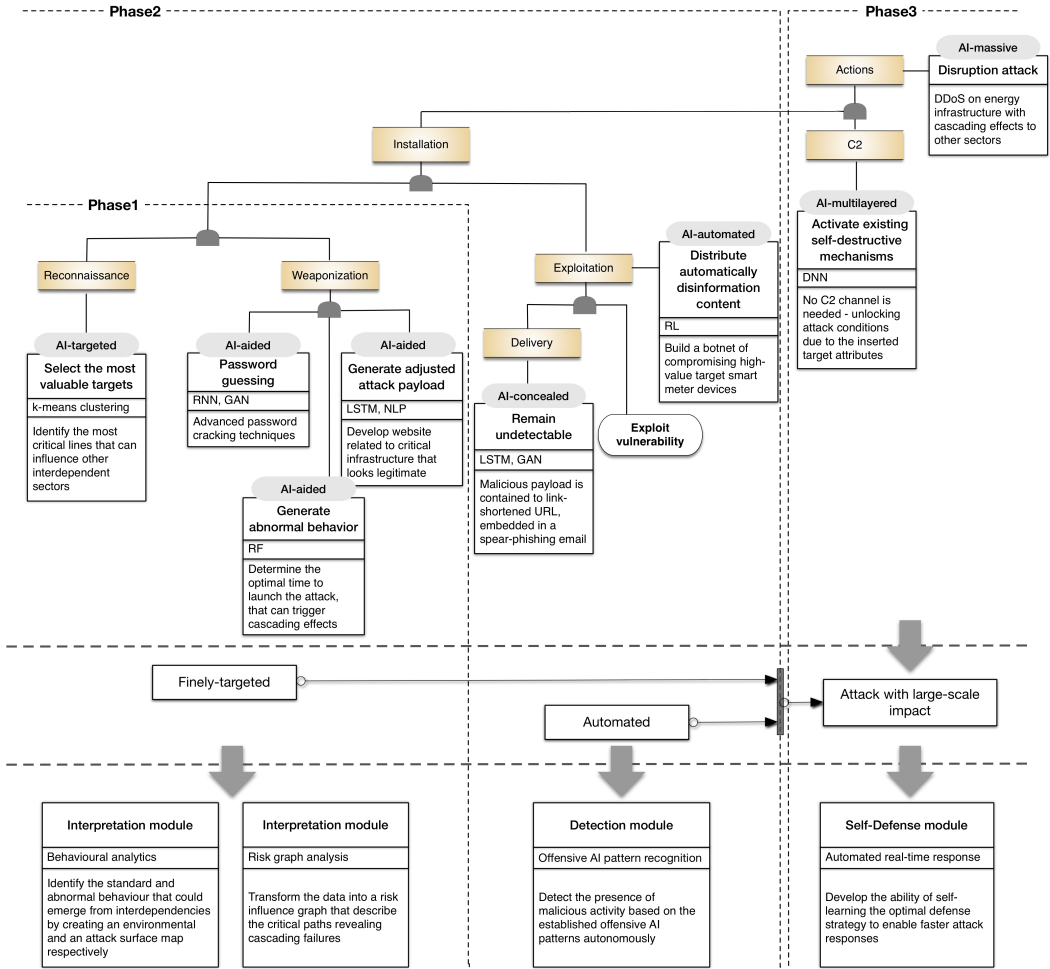 Phase2
Phase3
AI-massive
Disruption attack
DDoS on energy
infrastructure with
cascading effects to
other sectors
Actions
Installation
C2
AI-multilayered
Activate existing
self-destructive
mechanisms
DNN
No C2 channel is
needed - unlocking
attack conditions
due to the inserted
target attributes
Phase1
Reconnaissance
Weaponization
Exploitation
AI-automated
Distribute
automatically
disinformation
content
RL
Build a botnet of
compromising high-
value target smart
meter devices
Delivery
AI-targeted
Select the most
valuable targets
k-means clustering
Identify the most
critical lines that can
influence other
interdependent
sectors
AI-aided
Password
guessing
RNN, GAN
Advanced password
cracking techniques
AI-aided
Generate adjusted
attack payload
LSTM, NLP
Develop website
related to critical
infrastructure that
looks legitimate
AI-concealed
Remain
undetectable
LSTM, GAN
Malicious payload is
contained to link-
shortened URL,
embedded in a
spear-phishing email
Exploit
vulnerability
AI-aided
Generate
abnormal behavior
RF
Determine the
optimal time to
launch the attack,
that can trigger
cascading effects
Finely-targeted
Automated
Attack with large-scale
impact
Interpretation module
Behavioural analytics
Identify the standard and
abnormal behaviour that could
emerge from interdependencies
by creating an environmental
and an attack surface map
respectively
Interpretation module
Risk graph analysis
Transform the data into a risk
influence graph that describe
the critical paths revealing
cascading failures
Detection module
Offensive AI pattern recognition
Detect the presence of
malicious activity based on the
established offensive AI
patterns autonomously
Self-Defense module
Automated real-time response
Develop the ability of self-
learning the optimal defense
strategy to enable faster attack
responses